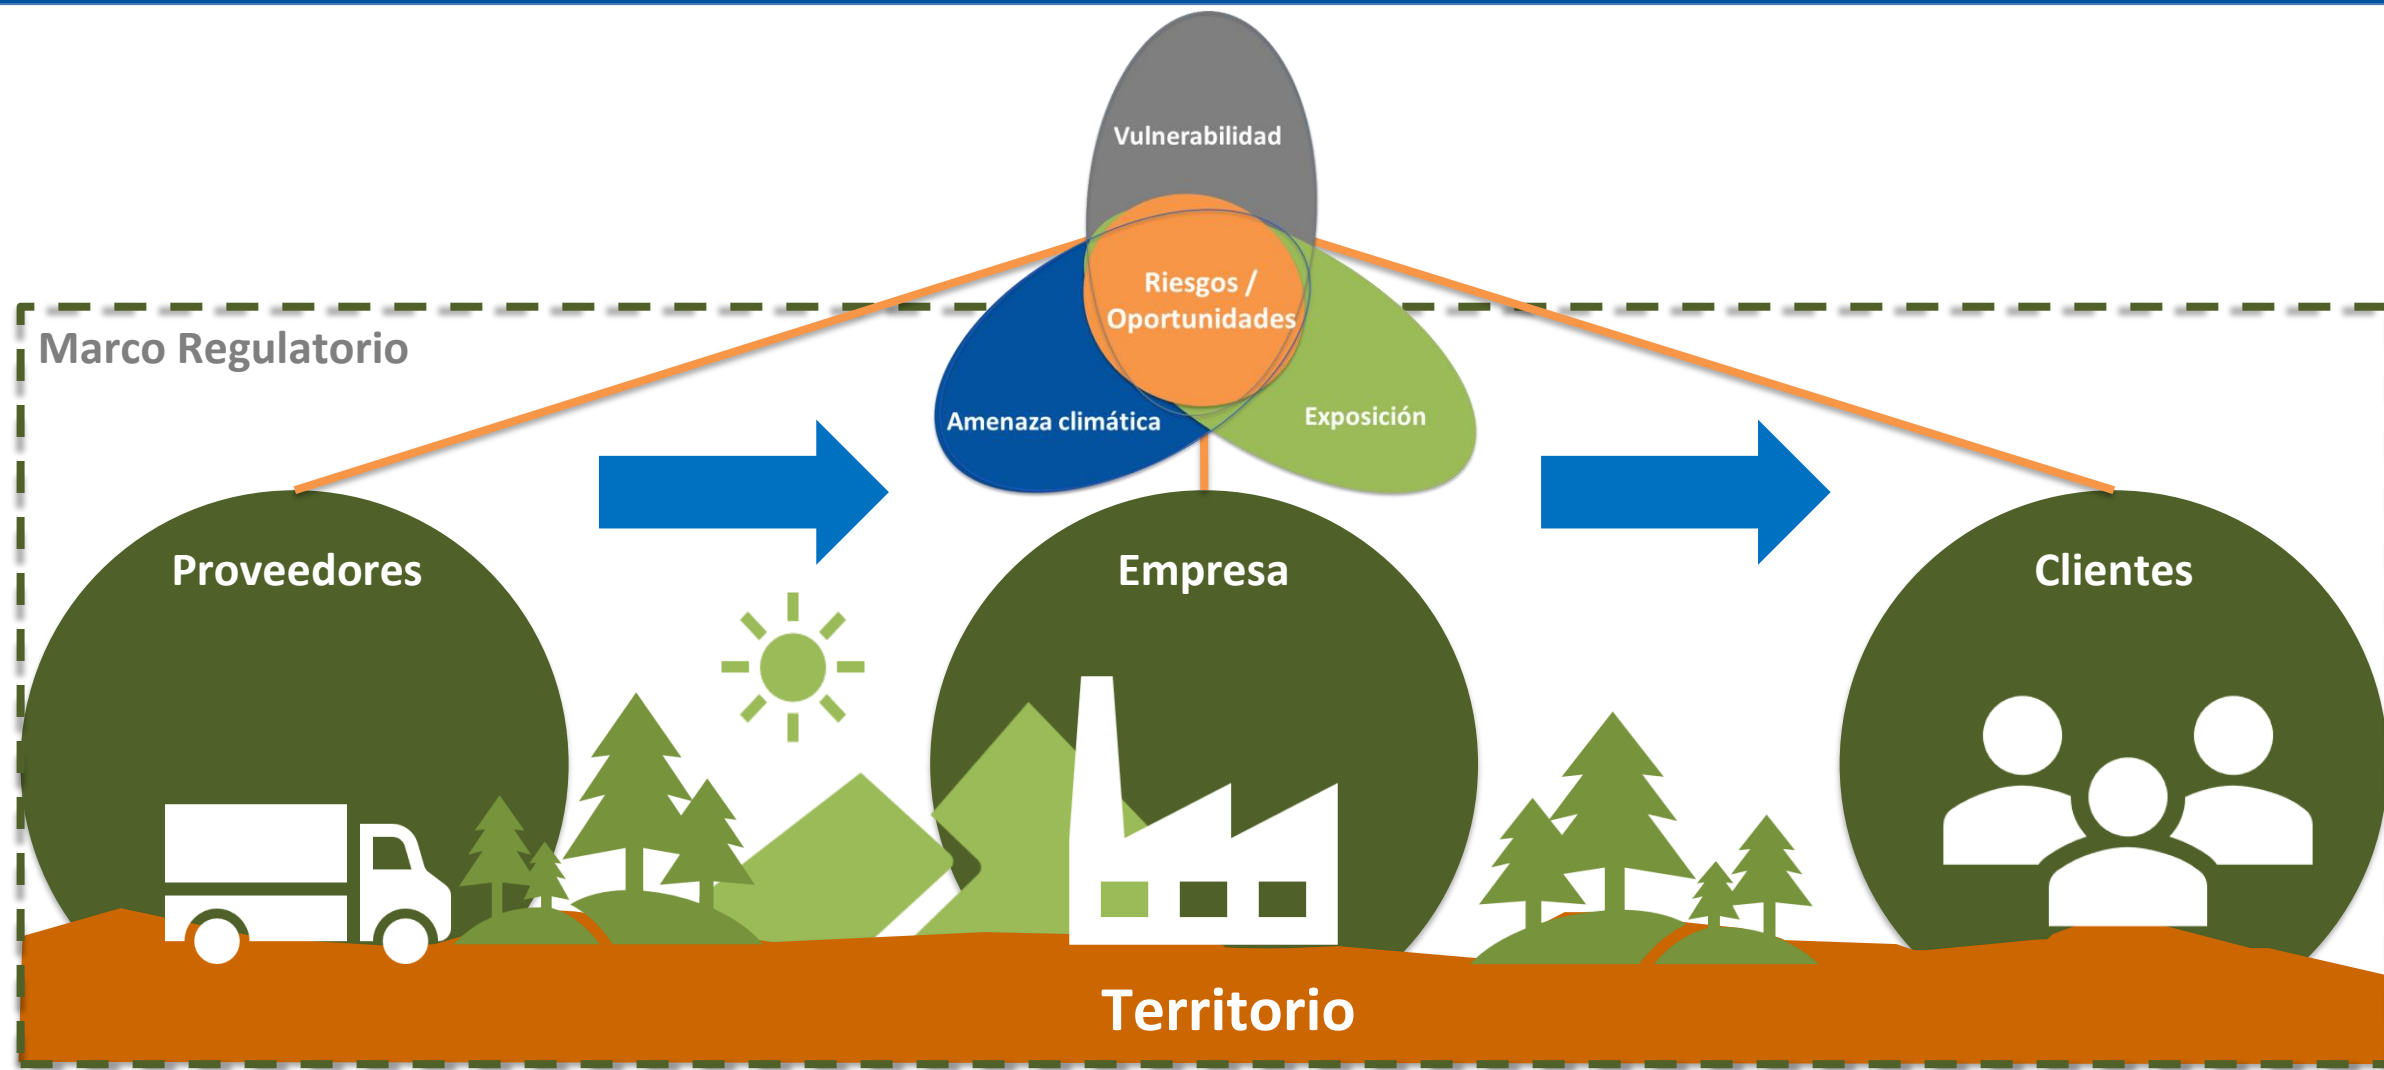 Vulnerabilidad
Riesgos /
Oportunidades
Marco Regulatorio
Amenaza climática
Exposición
Proveedores
Empresa
Clientes
Territorio